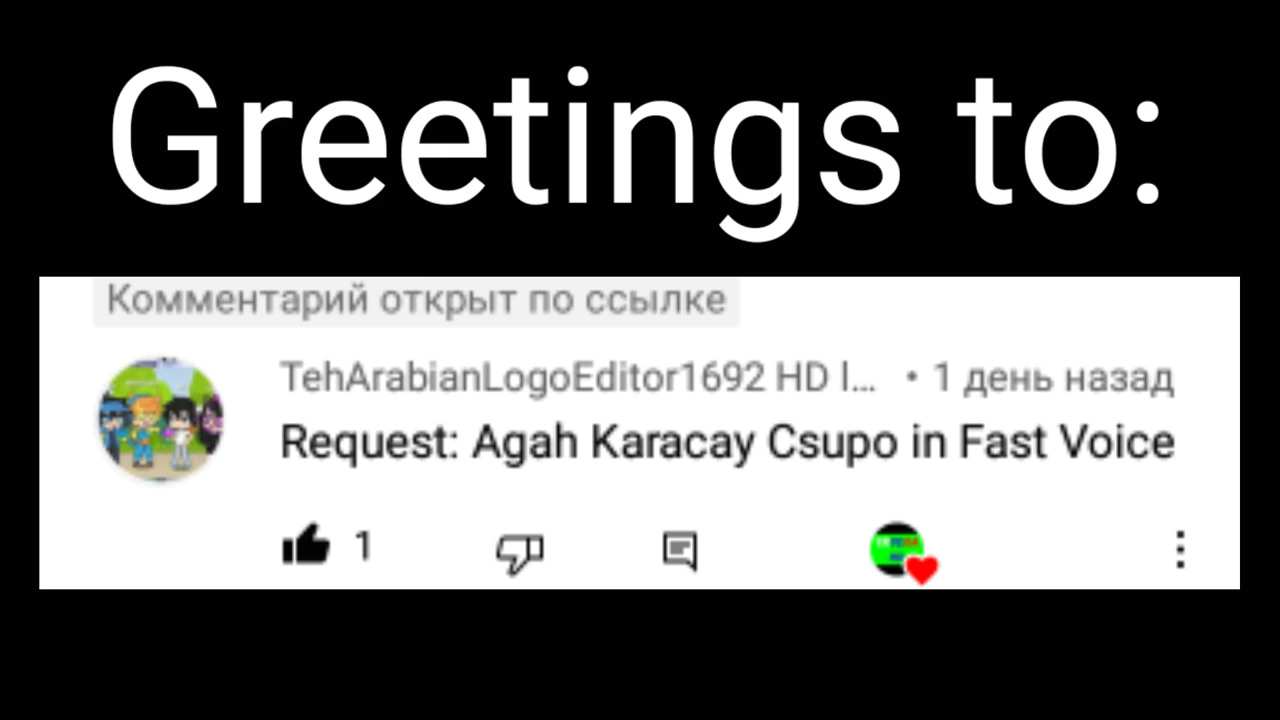 Greetings to:
Комментарий открыт по ссылке
TehArabianLogoEditor1692 HD l... • 1 день назад
Request: Agah Karacay Csupo in Fast Voice
1